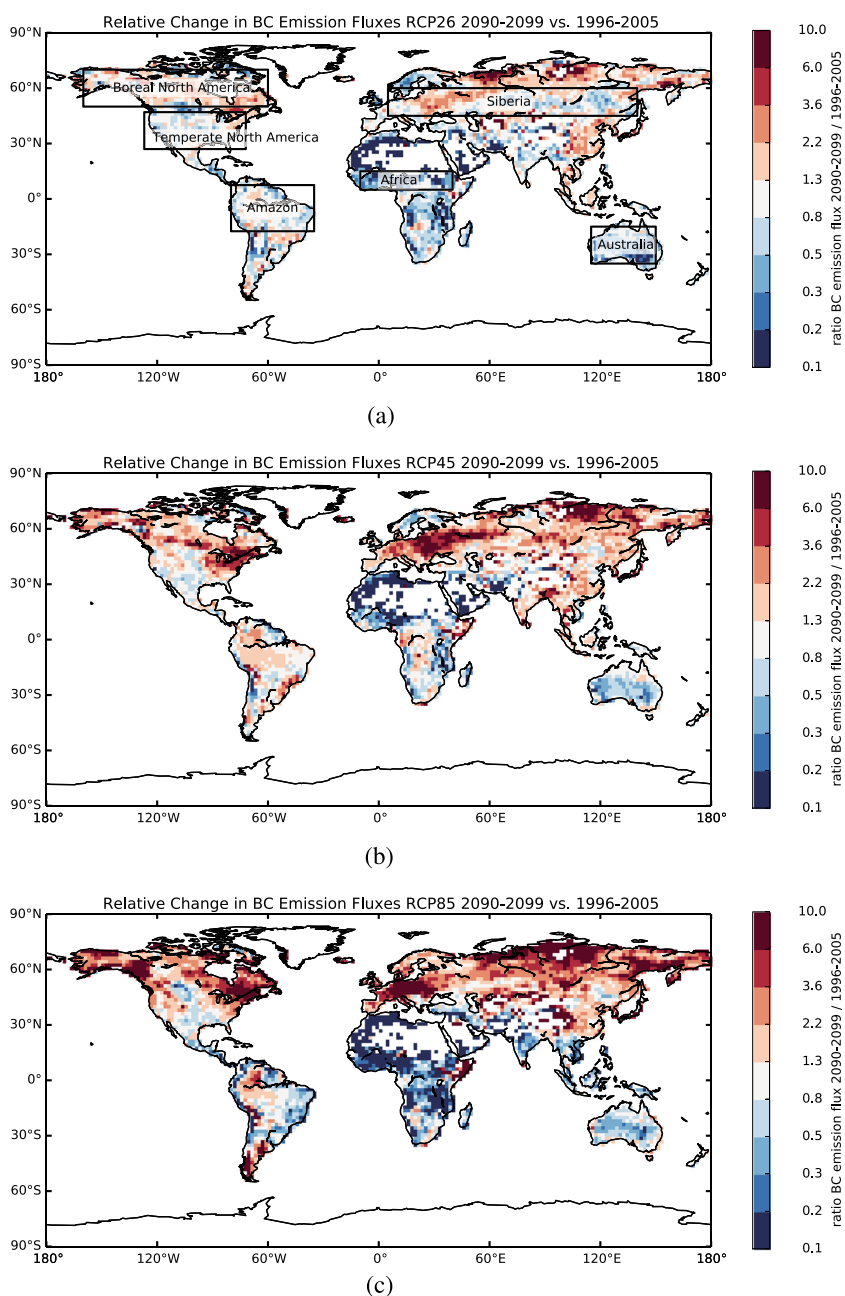 Relative Change in BC Emission Fluxes RCP26 2090-2099 vs. 1996-2005
90°N
60°N
30°N
0°
30°S
60°S
90°S
180°
120°W
60°W
0°
60°E
120°E
180°
Boreal North America
Temperate North America
Amazon
Africa
Siberia
Australia
10.0
6.0
3.6
2.2
1.3
0.8
0.5
0.3
0.2
0.1
ratio BC emission flux 2090-2099 / 1996-2005
(a)
Relative Change in BC Emission Fluxes RCP45 2090-2099 vs. 1996-2005
90°N
60°N
30°N
0°
30°S
60°S
90°S
180°
120°W
60°W
0°
60°E
120°E
180°
10.0
6.0
3.6
2.2
1.3
0.8
0.5
0.3
0.2
0.1
ratio BC emission flux 2090-2099 / 1996-2005
(b)
Relative Change in BC Emission Fluxes RCP85 2090-2099 vs. 1996-2005
90°N
60°N
30°N
0°
30°S
60°S
90°S
180°
120°W
60°W
0°
60°E
120°E
180°
10.0
6.0
3.6
2.2
1.3
0.8
0.5
0.3
0.2
0.1
ratio BC emission flux 2090-2099 / 1996-2005
(c)